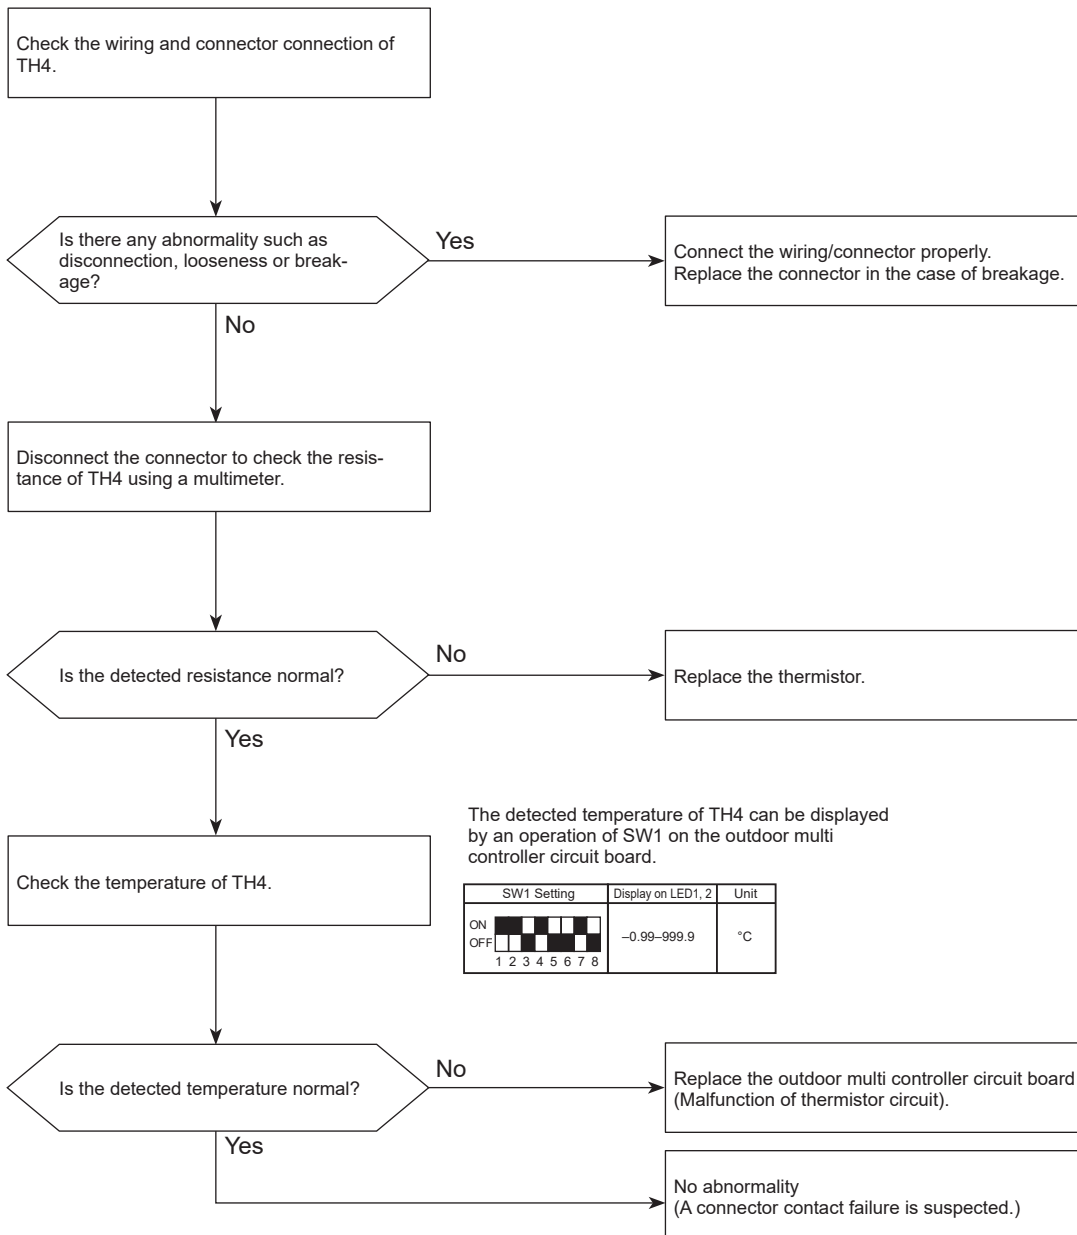 Check the wiring and connector connection of
TH4.
Is there any abnormality such as
disconnection, looseness or break-
age?
Yes
Connect the wiring/connector properly.
Replace the connector in the case of breakage.
No
Disconnect the connector to check the resis-
tance of TH4 using a multimeter.
Is the detected resistance normal?
No
Replace the thermistor.
Yes
The detected temperature of TH4 can be displayed
by an operation of SW1 on the outdoor multi
controller circuit board.
Check the temperature of TH4.
SW1 Setting Display on LED1, 2 Unit
ON
OFF
1 2 3 4 5 6 7 8
–0.99–999.9 °C
Is the detected temperature normal?
No
Replace the outdoor multi controller circuit board
(Malfunction of thermistor circuit).
Yes
No abnormality
(A connector contact failure is suspected.)